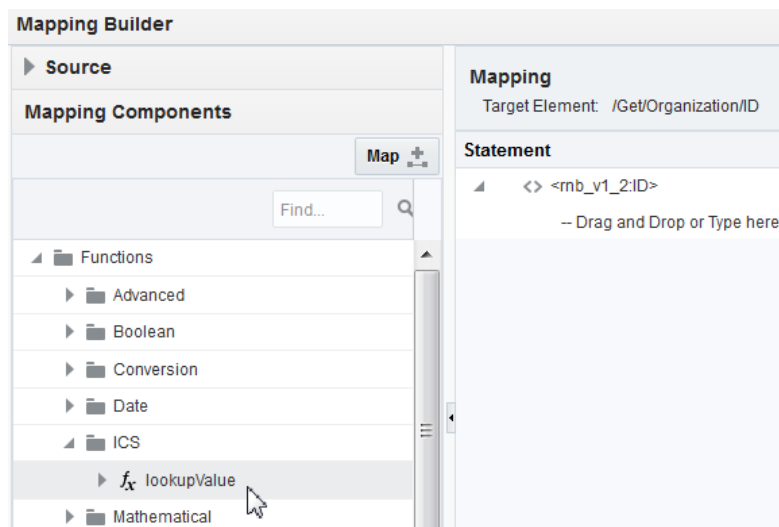 Mapping Builder
Source
Mapping Components
Map
Find...
Functions
Advanced
Boolean
Conversion
Date
ICS
fx lookupValue
Mathematical
Mapping
Target Element: /Get/Organization/ID
Statement
<> <rnb_v1_2:ID>
-- Drag and Drop or Type here